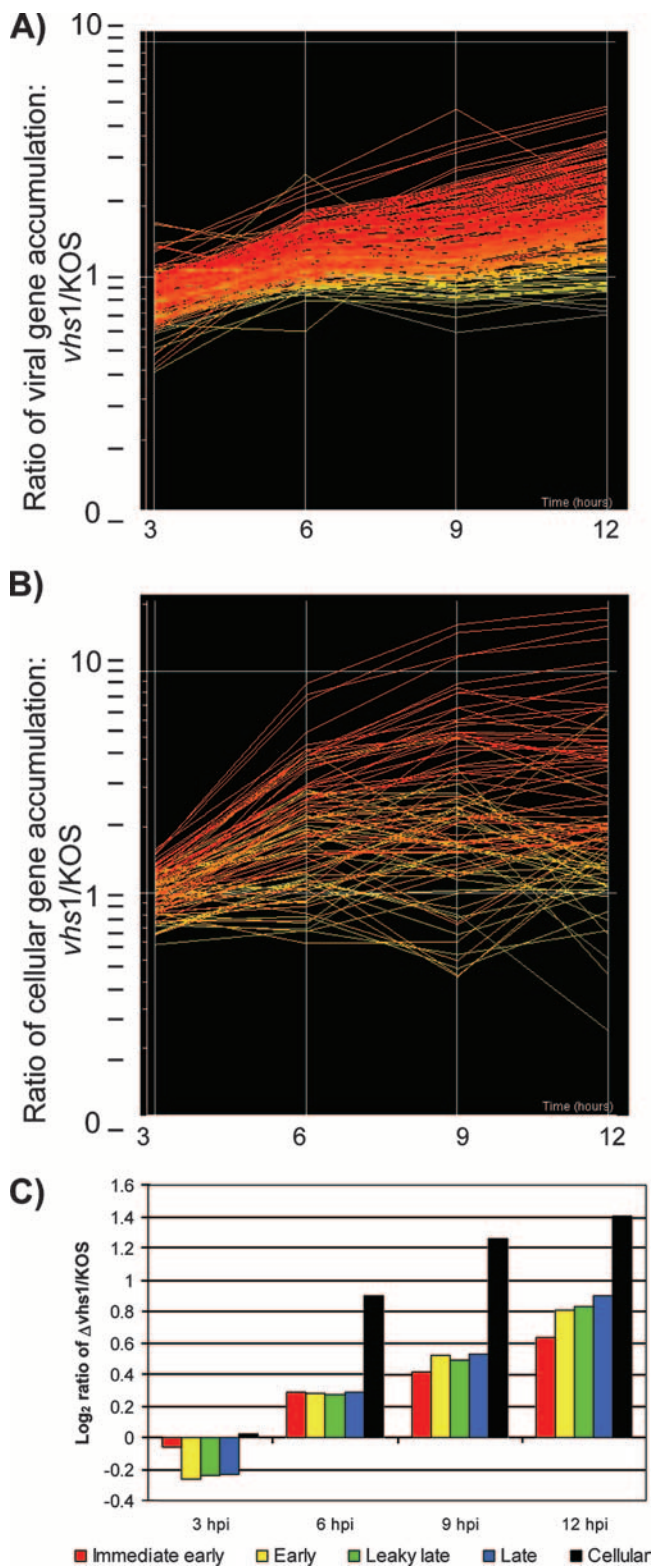 A)
10
1
0
Ratio of viral gene accumulation:
vhs1/KOS
Time (hours)
3 6 9 12
B)
10
1
0
Ratio of cellular gene accumulation:
vhs1/KOS
Time (hours)
3 6 9 12
C)
1.6
1.4
1.2
1
0.8
0.6
0.4
0.2
0
-0.2
-0.4
Log₂ ratio of Δvhs1/KOS
3 hpi 6 hpi 9 hpi 12 hpi
Immediate early Early Leaky late Late Cellular